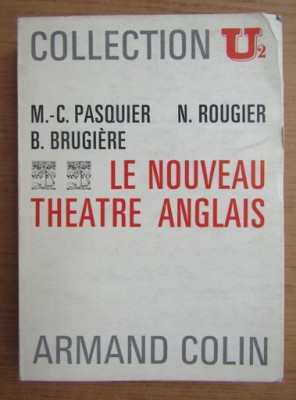 COLLECTION U2
M.-C. PASQUIER N. ROUGIER
B. BRUGIÈRE
LE NOUVEAU
THEATRE ANGLAIS
ARMAND COLIN